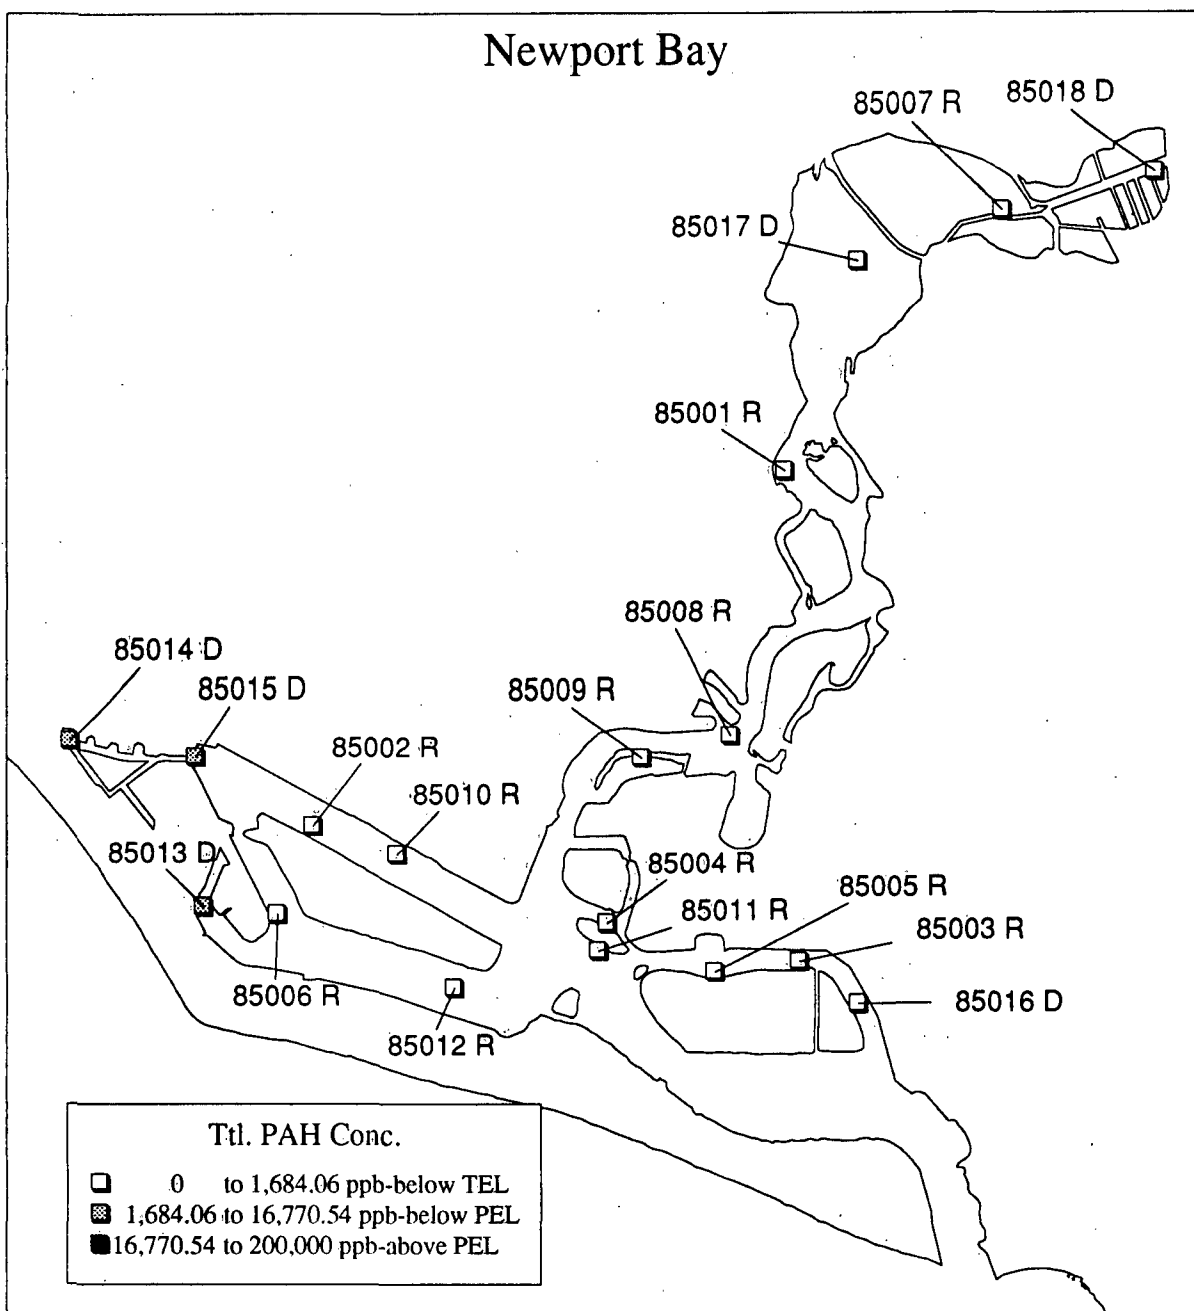 Newport Bay
85018 D
85007 R
85017 D
85001 R
85008 R
85014 D
85015 D
85009 R
85002 R
85010 R
85013 D
85004 R
85005 R
85011 R
85003 R
85006 R
85016 D
85012 R
Ttl. PAH Conc.
0 to 1,684.06 ppb-below TEL
1,684.06 to 16,770.54 ppb-below PEL
16,770.54 to 200,000 ppb-above PEL